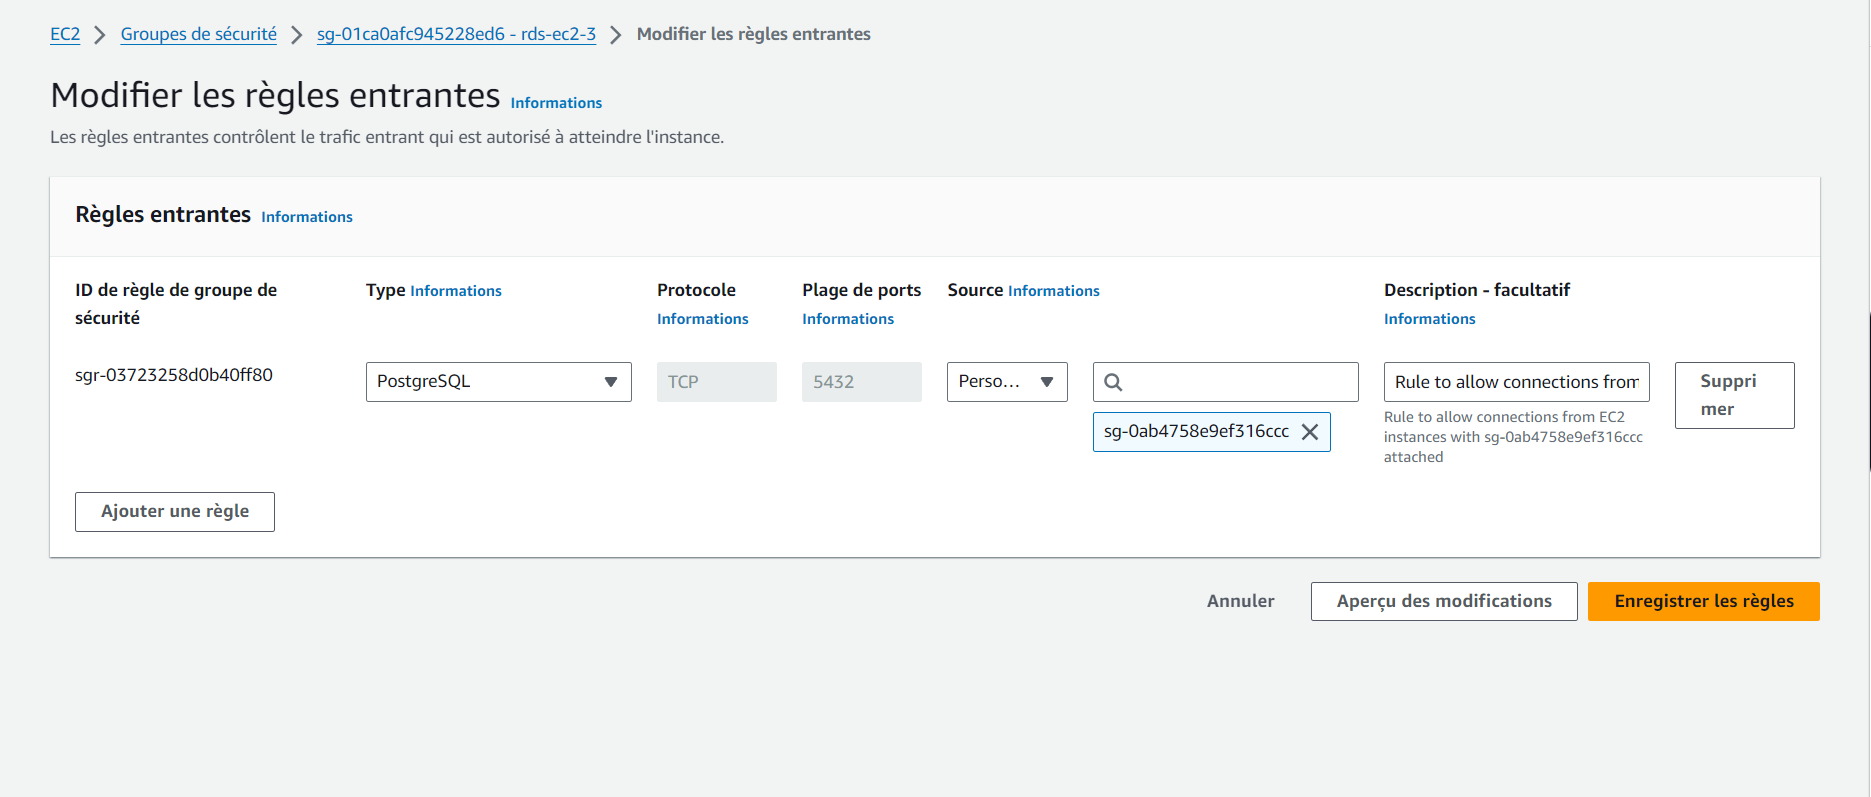 EC2 > Groupes de sécurité > sg-01ca0afc945228ed6 - rds-ec2-3 > Modifier les règles entrantes
Modifier les règles entrantes Informations
Les règles entrantes contrôlent le trafic entrant qui est autorisé à atteindre l'instance.
Règles entrantes Informations
ID de règle de groupe de
sécurité
Type Informations
Protocole
Informations
Plage de ports
Informations
Source Informations
Description - facultatif
Informations
sgr-03723258d0b40ff80
PostgreSQL
TCP
5432
Perso...
sg-0ab4758e9ef316ccc
Rule to allow connections from
Rule to allow connections from EC2
instances with sg-0ab4758e9ef316ccc
attached
Suppri
mer
Ajouter une règle
Annuler
Aperçu des modifications
Enregistrer les règles